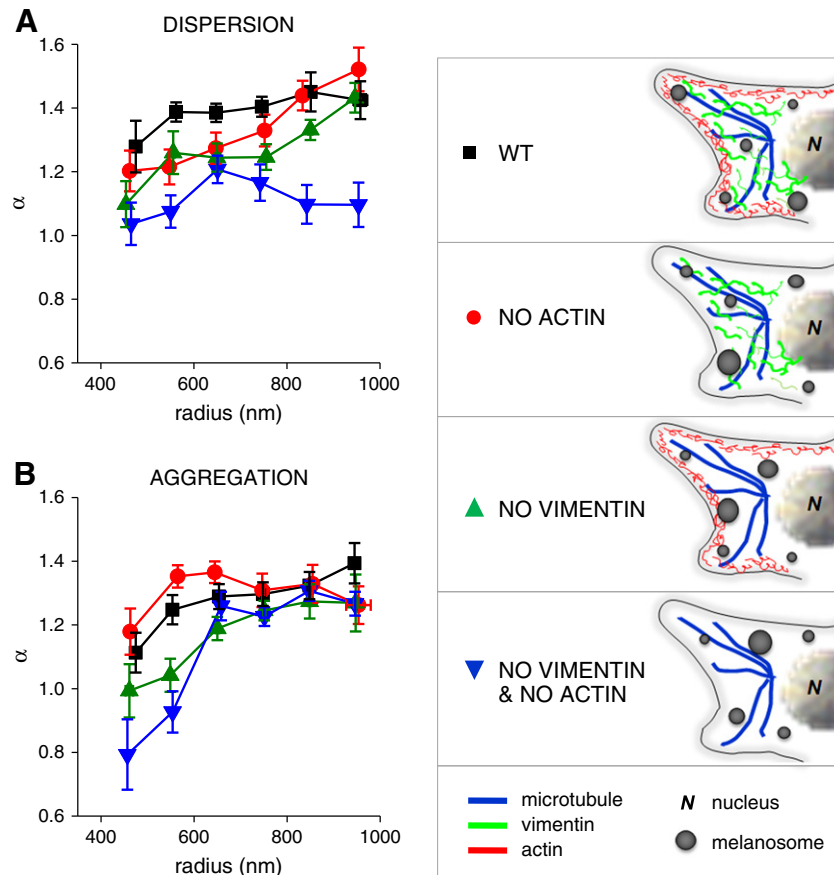 A
DISPERSION
1.6
1.4
1.2
1.0
0.8
0.6
α
400
600
800
1000
radius (nm)
B
AGGREGATION
1.6
1.4
1.2
1.0
0.8
0.6
α
400
600
800
1000
radius (nm)
WT
N
NO ACTIN
N
NO VIMENTIN
N
NO VIMENTIN
& NO ACTIN
N
microtubule
vimentin
actin
N nucleus
melanosome